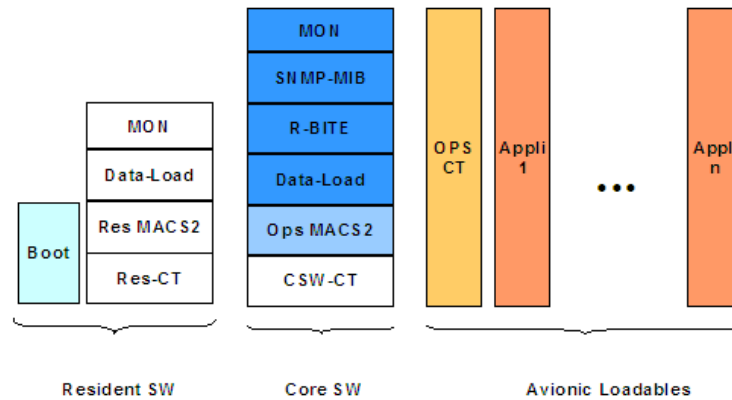 MON
SNMP-MIB
R-BITE
Data-Load
Ops MACS2
CSW-CT
MON
Data-Load
Res MACS2
Res-CT
Boot
OPS
CT
Appli
1
•••
Appl
n
Resident SW
Core SW
Avionic Loadables